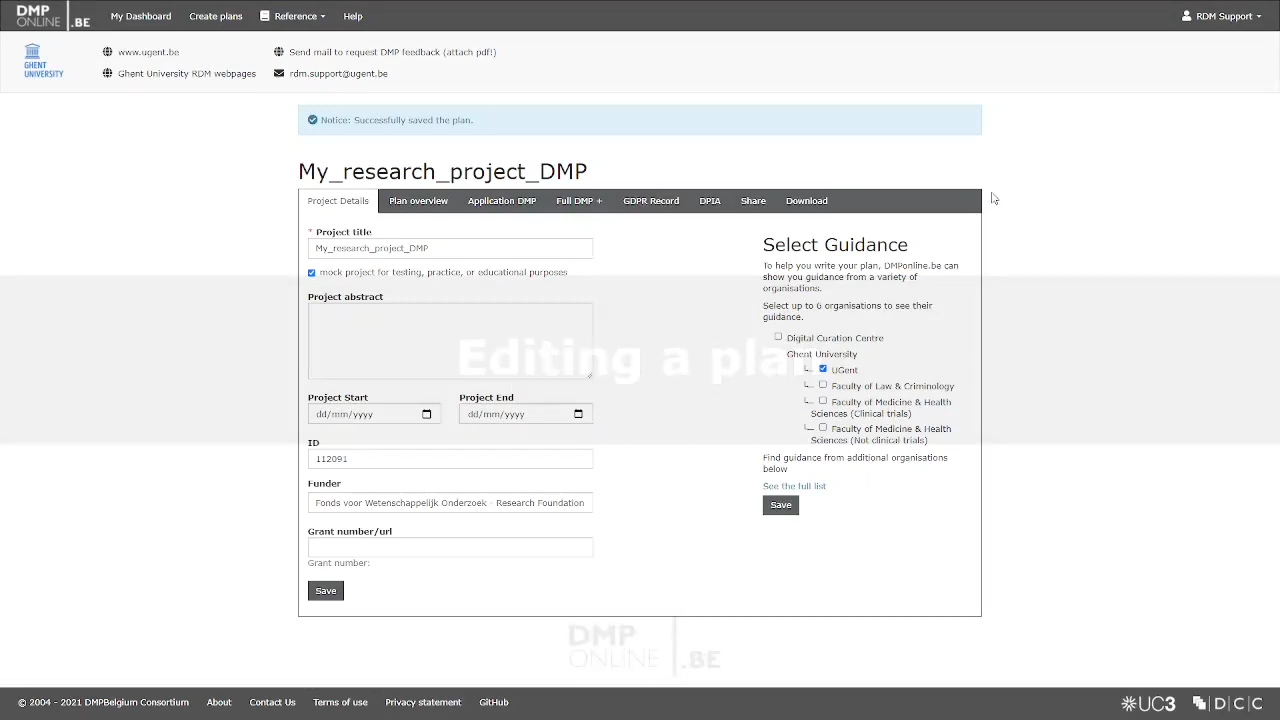 DMP
ONLINE .BE
My Dashboard Create plans Reference Help RDM Support
GHENT
UNIVERSITY
www.ugent.be Send mail to request DMP feedback (attach pdf!)
Ghent University RDM webpages rdm.support@ugent.be
Notice: Successfully saved the plan.
My_research_project_DMP
Project Details Plan overview Application DMP Full DMP + GDPR Record DPIA Share Download
* Project title
My_research_project_DMP
mock project for testing, practice, or educational purposes
Project abstract
Project Start Project End
dd/mm/yyyy dd/mm/yyyy
ID
112091
Funder
Fonds voor Wetenschappelijk Onderzoek - Research Foundation
Grant number/url
Grant number:
Save
Select Guidance
To help you write your plan, DMPonline.be can
show you guidance from a variety of
organisations.
Select up to 6 organisations to see their
guidance.
Digital Curation Centre
Ghent University
UGent
Faculty of Law & Criminology
Faculty of Medicine & Health
Sciences (Clinical trials)
Faculty of Medicine & Health
Sciences (Not clinical trials)
Find guidance from additional organisations
below
See the full list
Save
Editing a plan
DMP
ONLINE .BE
© 2004 - 2021 DMPBelgium Consortium About Contact Us Terms of use Privacy statement GitHub UC3 D|C|C